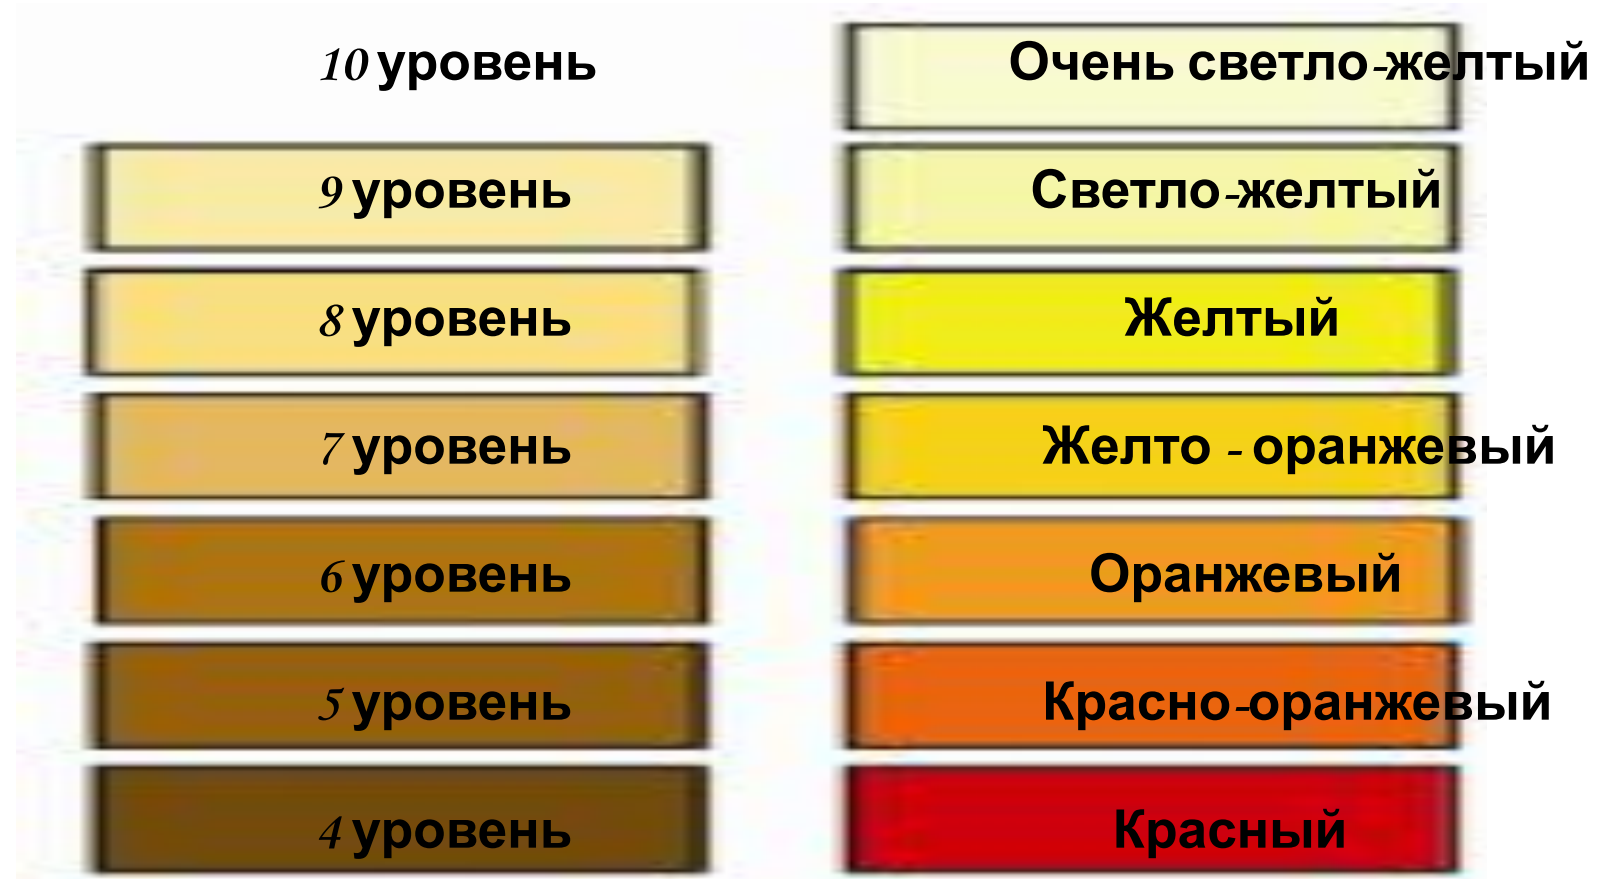 10 уровень Очень светло-желтый
9 уровень Светло-желтый
8 уровень Желтый
7 уровень Желто - оранжевый
6 уровень Оранжевый
5 уровень Красно-оранжевый
4 уровень Красный